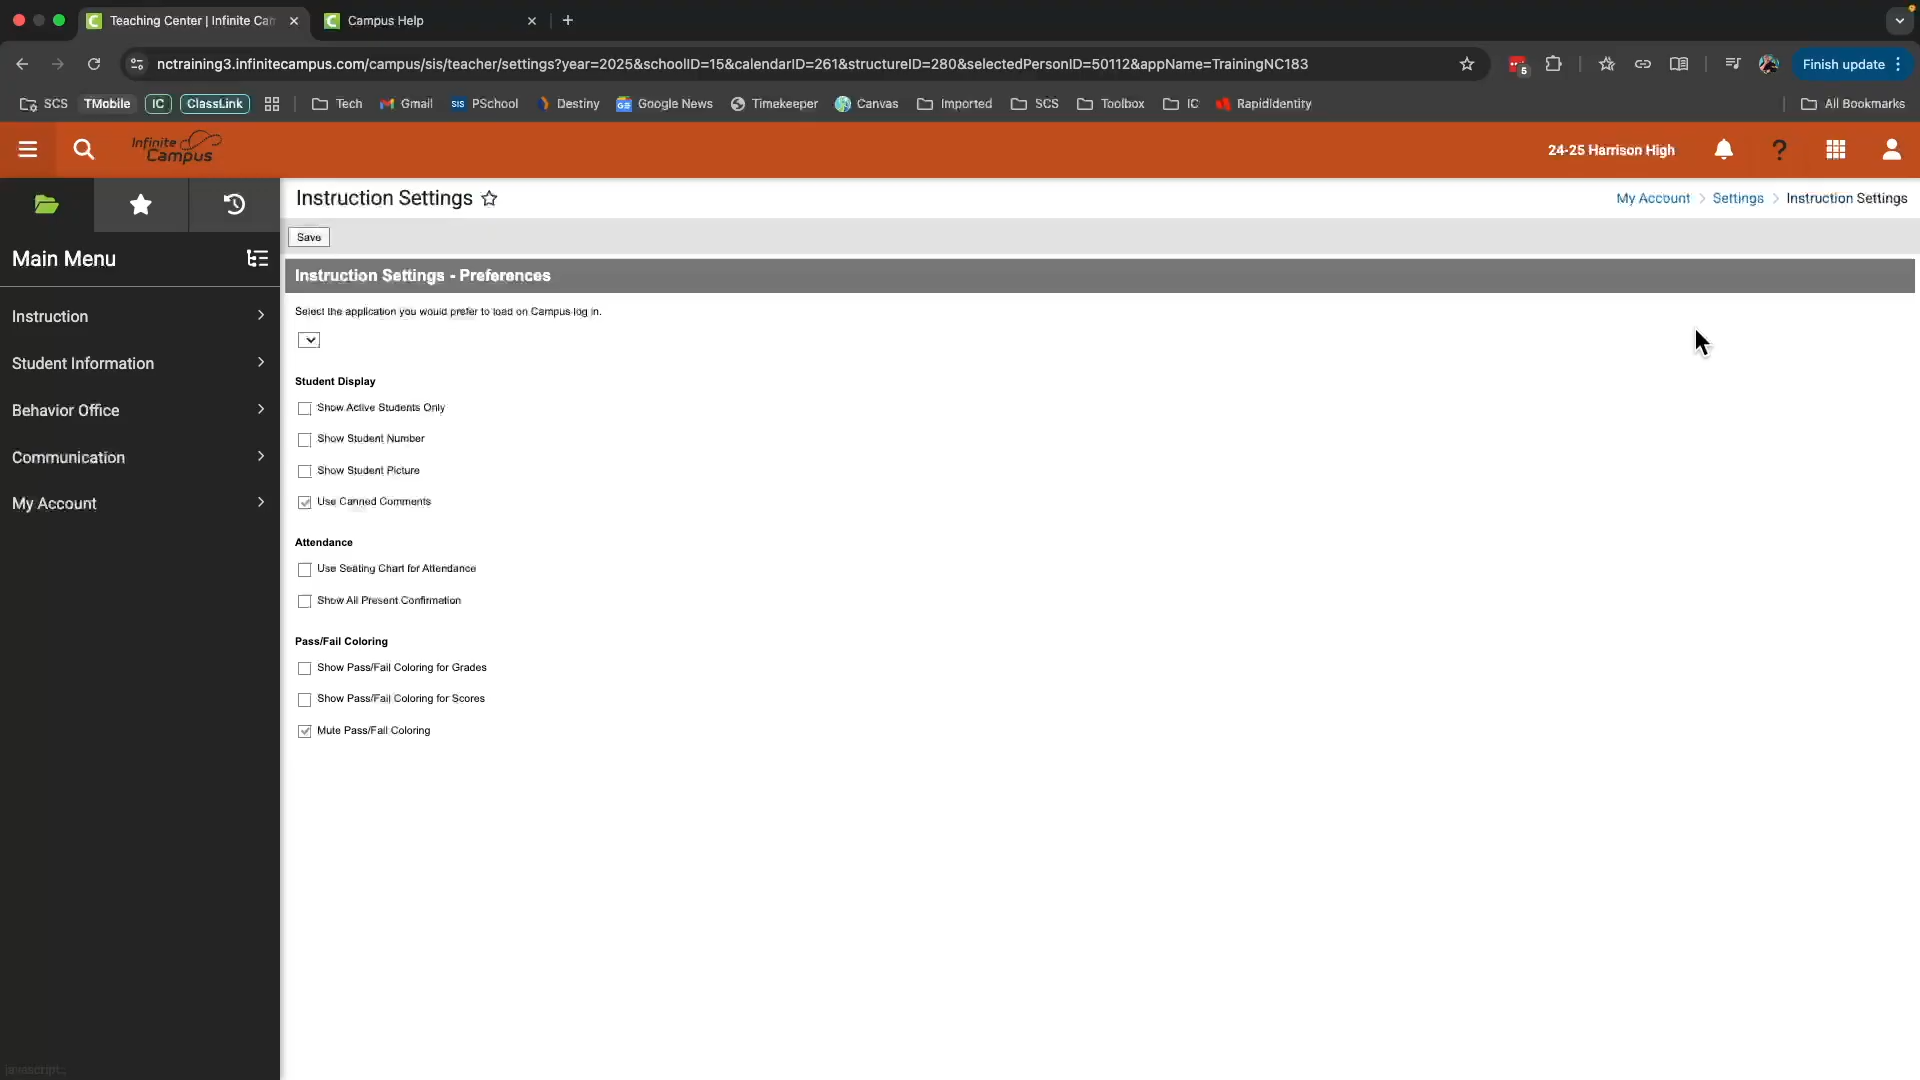 Teaching Center | Infinite Cam
Campus Help
nctraining3.infinitecampus.com/campus/sis/teacher/settings?year=2025&schoolID=15&calendarID=261&structureID=280&selectedPersonID=50112&appName=TrainingNC183
5
Finish update
SCS
TMobile
IC
ClassLink
Tech
Gmail
SIS PSchool
Destiny
Google News
Timekeeper
Canvas
Imported
SCS
Toolbox
IC
RapidIdentity
All Bookmarks
Infinite
Campus
24-25 Harrison High
Instruction Settings
My Account > Settings > Instruction Settings
Save
Main Menu
Instruction
Student Information
Behavior Office
Communication
My Account
Instruction Settings - Preferences
Select the application you would prefer to load on Campus log in.
Student Display
Show Active Students Only
Show Student Number
Show Student Picture
Use Canned Comments
Attendance
Use Seating Chart for Attendance
Show All Present Confirmation
Pass/Fail Coloring
Show Pass/Fail Coloring for Grades
Show Pass/Fail Coloring for Scores
Mute Pass/Fail Coloring
javascript:;